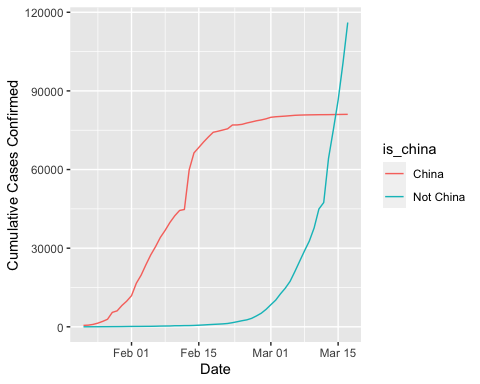 Cumulative Cases Confirmed
120000
90000
60000
30000
0
Feb 01 Feb 15 Mar 01 Mar 15
Date
is_china
China
Not China